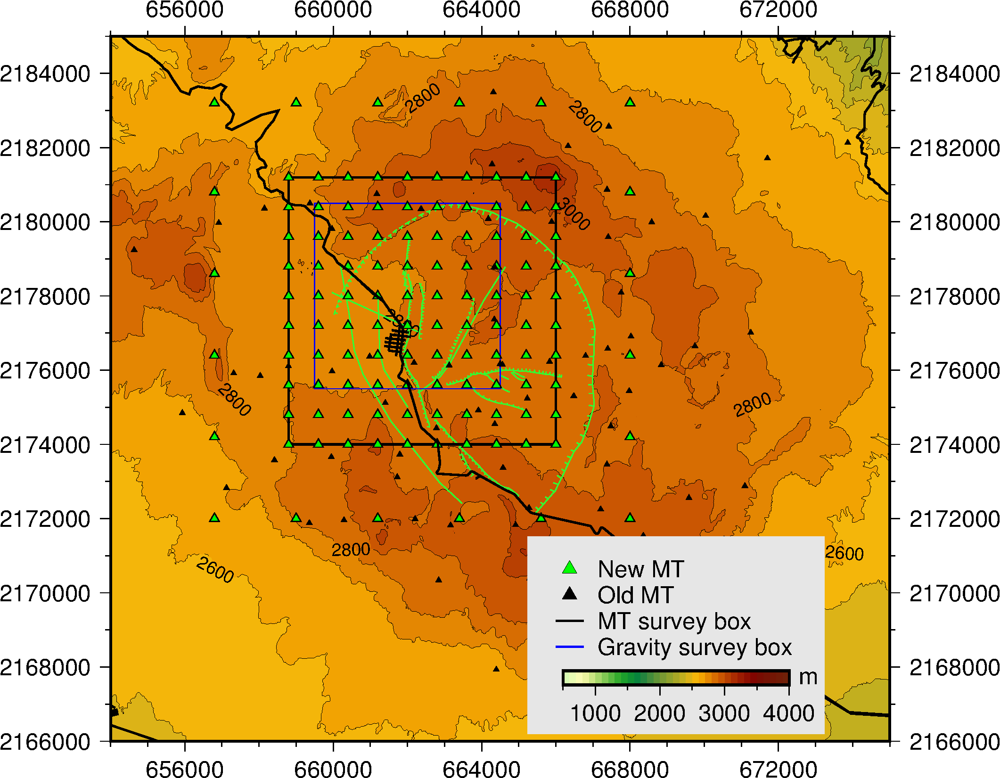 656000 660000 664000 668000 672000
2184000 2184000
2800
2800
2182000 2182000
3000
2180000 2180000
2178000 2178000
2800
2176000 2176000
2800
2800
2174000 2174000
2172000 2172000
2800
2600
2600
New MT
2170000 Old MT 2170000
MT survey box
Gravity survey box
2168000 2168000
m
1000 2000 3000 4000
2166000 2166000
656000 660000 664000 668000 672000